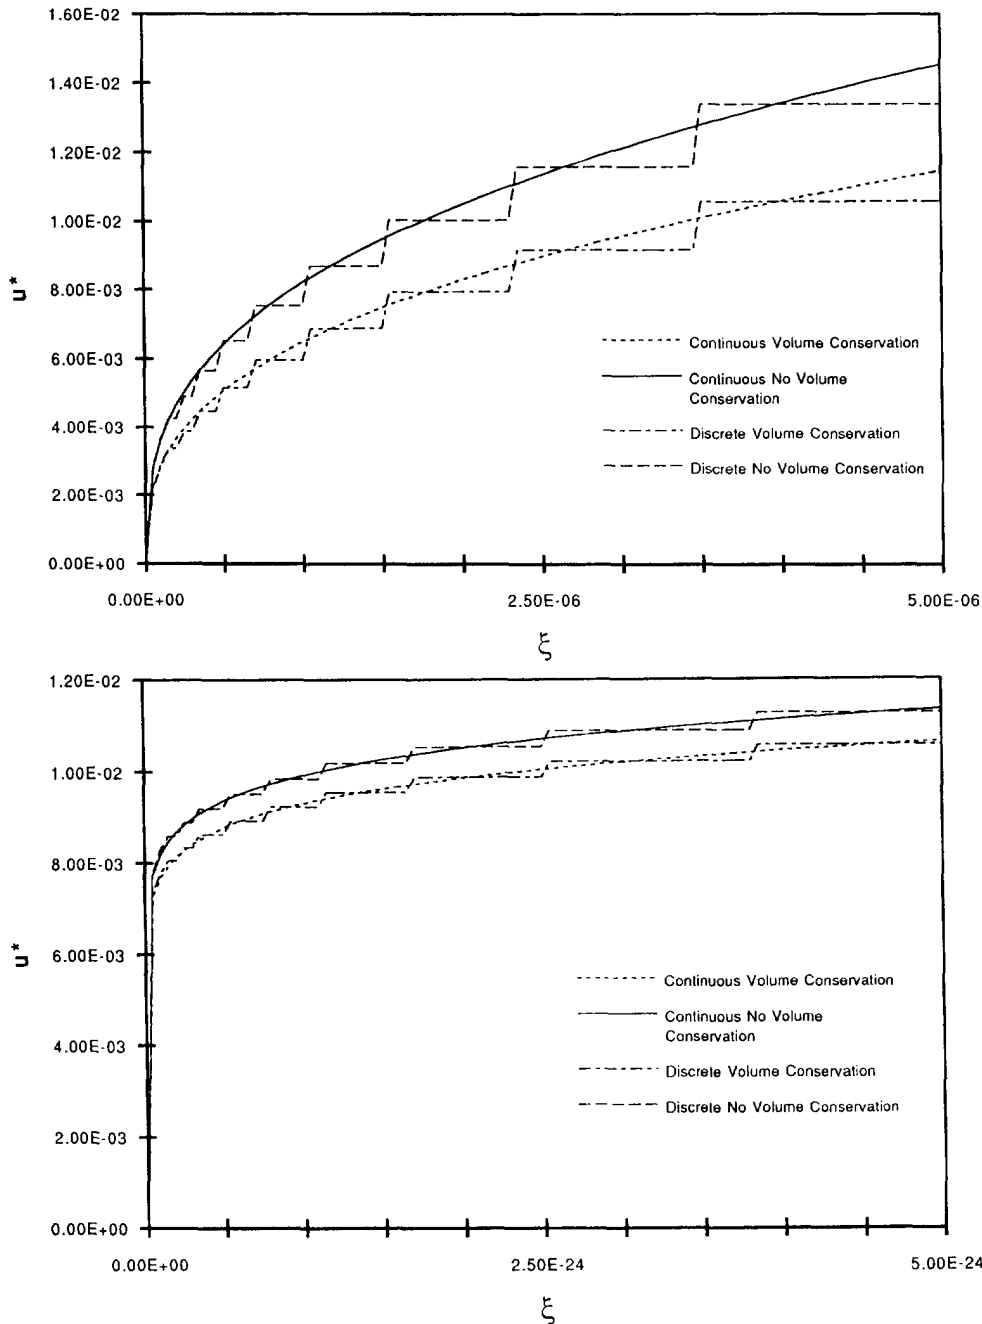 1.60E-02
1.40E-02
1.20E-02
1.00E-02
u*
8.00E-03
6.00E-03
4.00E-03
2.00E-03
0.00E+00
Continuous Volume Conservation
Continuous No Volume
Conservation
Discrete Volume Conservation
Discrete No Volume Conservation
0.00E+00 2.50E-06 5.00E-06
ξ
1.20E-02
1.00E-02
8.00E-03
u*
6.00E-03
4.00E-03
2.00E-03
0.00E+00
Continuous Volume Conservation
Continuous No Volume
Conservation
Discrete Volume Conservation
Discrete No Volume Conservation
0.00E+00 2.50E-24 5.00E-24
ξ